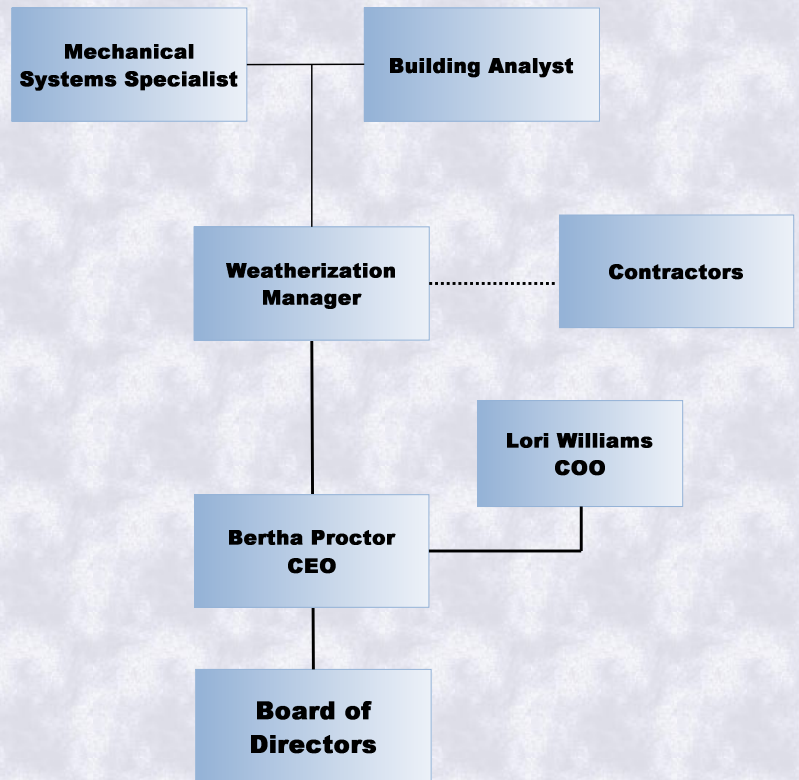 Mechanical
Systems Specialist
Building Analyst
Weatherization
Manager
Contractors
Lori Williams
COO
Bertha Proctor
CEO
Board of
Directors